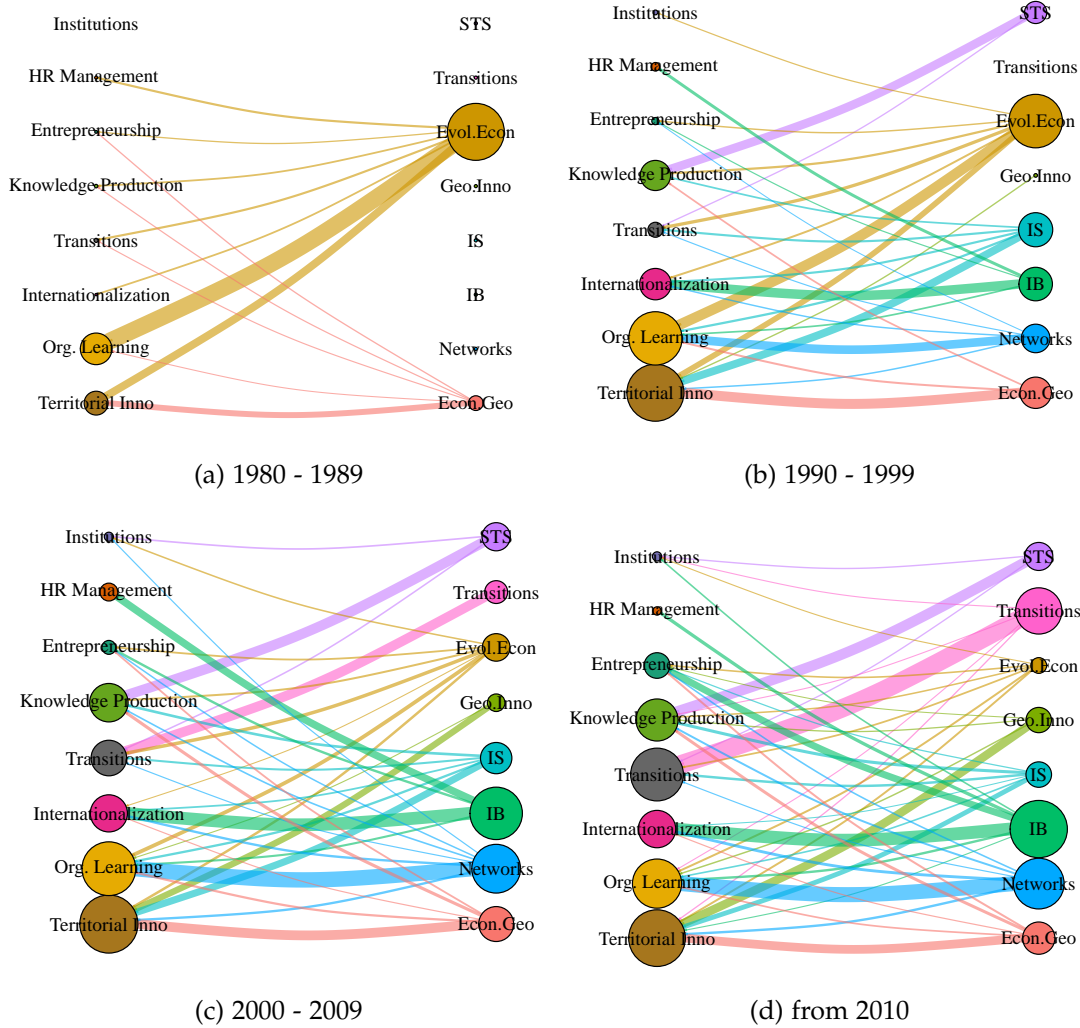 Institutions
STS
HR Management
Transitions
Entrepreneurship
Evol.Econ
Knowledge Production
Geo.Inno
Transitions
IS
Internationalization
IB
Org. Learning
Networks
Territorial Inno
Econ.Geo
(a) 1980 - 1989
Institutions
STS
HR Management
Transitions
Entrepreneurship
Evol.Econ
Knowledge Production
Geo.Inno
Transitions
IS
Internationalization
IB
Org. Learning
Networks
Territorial Inno
Econ.Geo
(b) 1990 - 1999
Institutions
STS
HR Management
Transitions
Entrepreneurship
Evol.Econ
Knowledge Production
Geo.Inno
Transitions
IS
Internationalization
IB
Org. Learning
Networks
Territorial Inno
Econ.Geo
(c) 2000 - 2009
Institutions
STS
HR Management
Transitions
Entrepreneurship
Evol.Econ
Knowledge Production
Geo.Inno
Transitions
IS
Internationalization
IB
Org. Learning
Networks
Territorial Inno
Econ.Geo
(d) from 2010